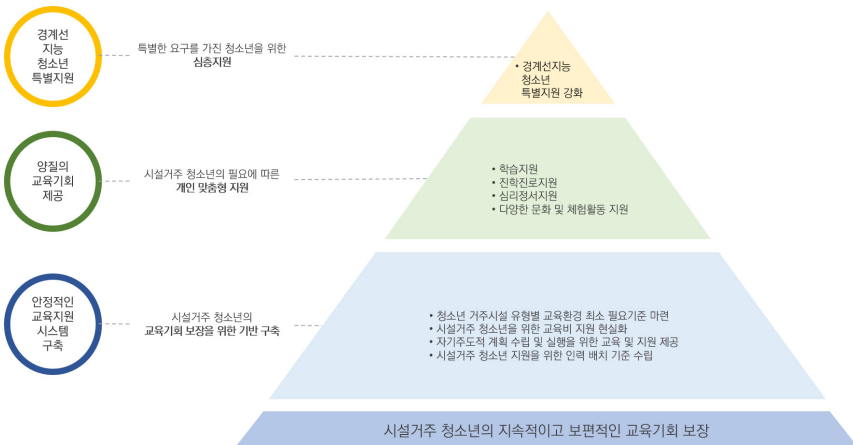 경계선
지능
청소년
특별지원
특별한 요구를 가진 청소년을 위한
심층지원
• 경계선지능
청소년
특별지원 강화
양질의
교육기회
제공
시설거주 청소년의 필요에 따른
개인 맞춤형 지원
• 학습지원
• 진학진로지원
• 심리정서지원
• 다양한 문화 및 체험활동 지원
안정적인
교육지원
시스템
구축
시설거주 청소년의
교육기회 보장을 위한 기반 구축
• 청소년 거주시설 유형별 교육환경 최소 필요기준 마련
• 시설거주 청소년을 위한 교육비 지원 현실화
• 자기주도적 계획 수립 및 실행을 위한 교육 및 지원 제공
• 시설거주 청소년 지원을 위한 인력 배치 기준 수립
시설거주 청소년의 지속적이고 보편적인 교육기회 보장